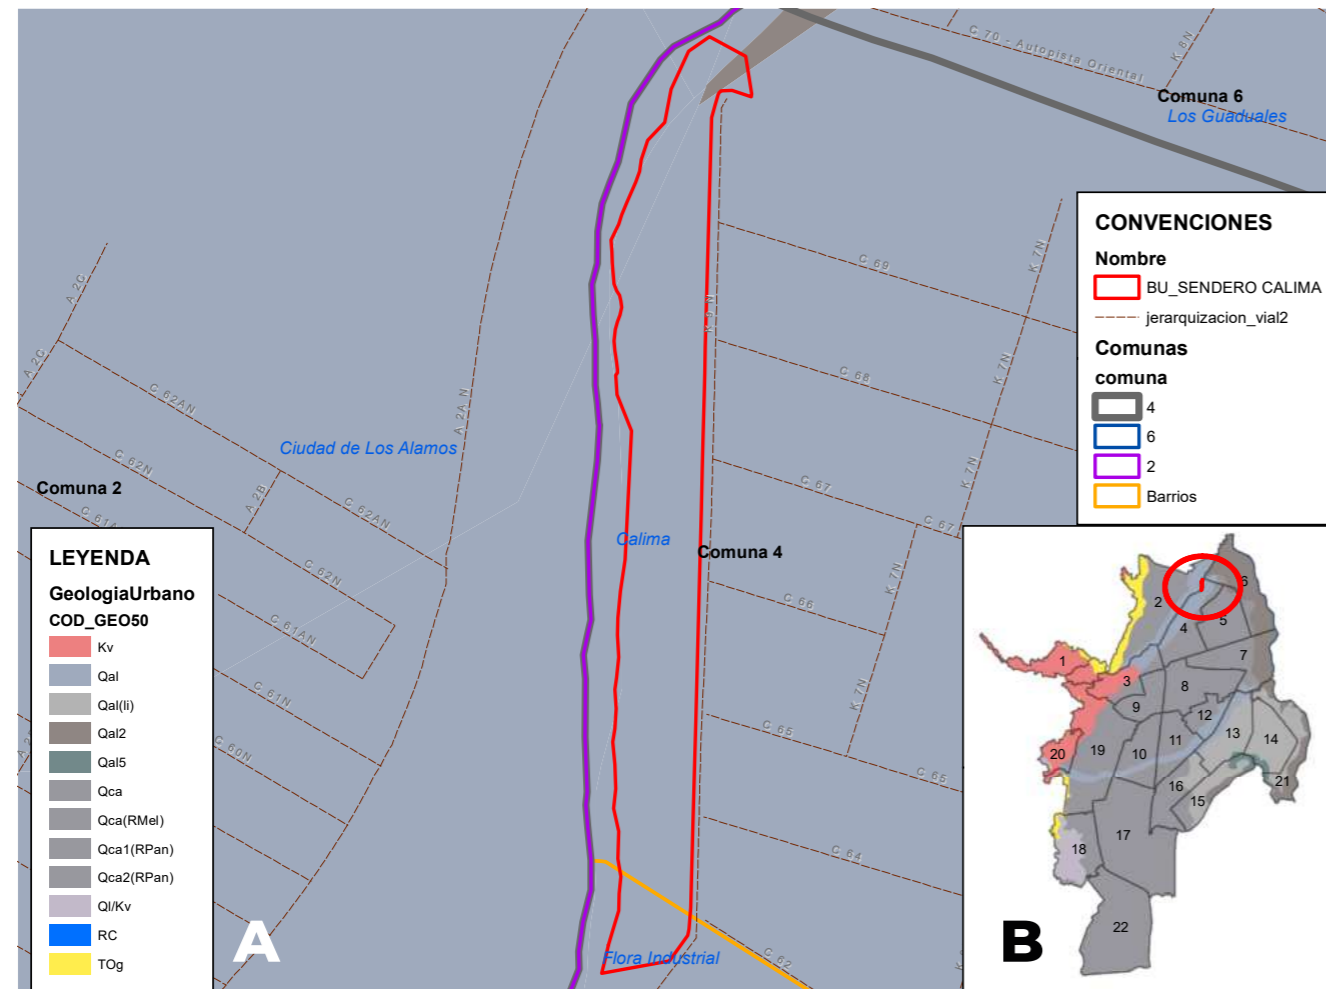 C 70 - Autopista Oriental
K 8N
Comuna 6
Los Guaduales
CONVENCIONES
Nombre
BU_SENDERO CALIMA
jerarquizacion_vial2
Comunas
comuna
4
6
2
Barrios
A 2C
A 2C
C 62AN
C 62N
A 2B
C 62AN
C 62N
C 61AN
C 61N
C 60N
A 2A N
Ciudad de Los Alamos
Comuna 2
C 69
K 7N
C 68
K 7N
C 67
K 7N
C 67
Calima
Comuna 4
C 66
K 7N
C 65
K 7N
C 65
C 64
C 62
Flora Industrial
LEYENDA
GeologiaUrbano
COD_GEO50
Kv
Qal
Qal(li)
Qal2
Qal5
Qca
Qca(RMel)
Qca1(RPan)
Qca2(RPan)
Ql/Kv
RC
TOg
A
B
1
2
3
4
5
6
7
8
9
10
11
12
13
14
15
16
17
18
19
20
21
22